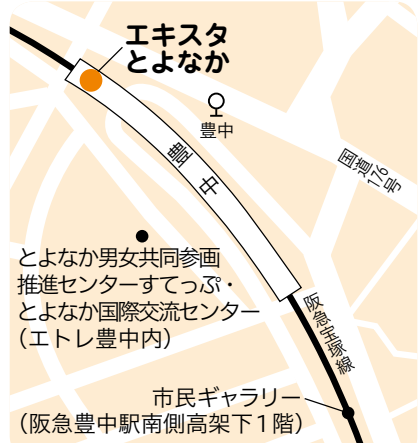 エキスタ
とよなか
豊中
国道176号
豊中
とよなか男女共同参画
推進センターすてっぷ・
とよなか国際交流センター
（エトレ豊中内）
阪急宝塚線
市民ギャラリー
（阪急豊中駅南側高架下1階）